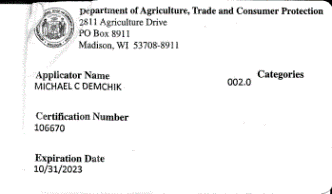 Department of Agriculture, Trade and Consumer Protection
2811 Agriculture Drive
PO Box 8911
Madison, WI 53708-8911
Applicator Name
MICHAEL C DEMCHIK
Categories
002.0
Certification Number
106670
Expiration Date
10/31/2023